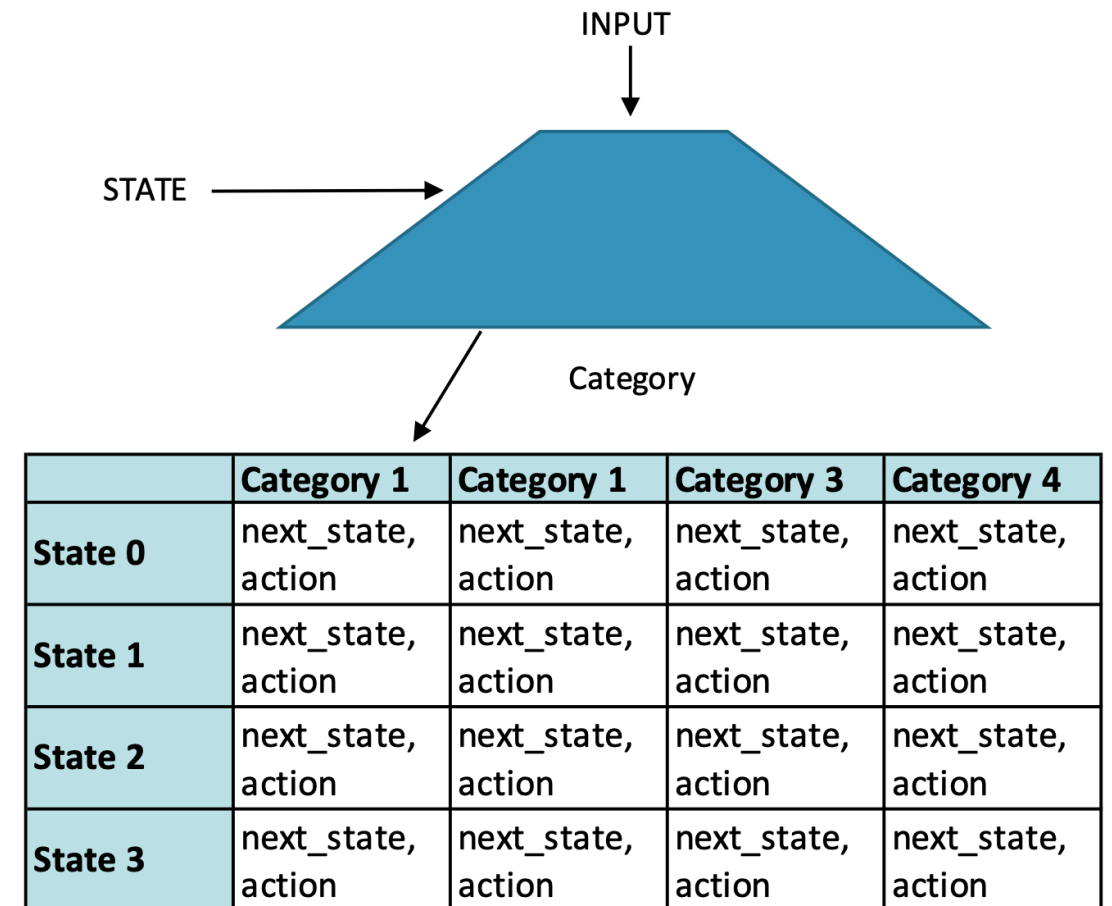 INPUT
STATE
Category
Category 1 Category 1 Category 3 Category 4
State 0
next_state, next_state, next_state, next_state,
action action action action
State 1
next_state, next_state, next_state, next_state,
action action action action
State 2
next_state, next_state, next_state, next_state,
action action action action
State 3
next_state, next_state, next_state, next_state,
action action action action